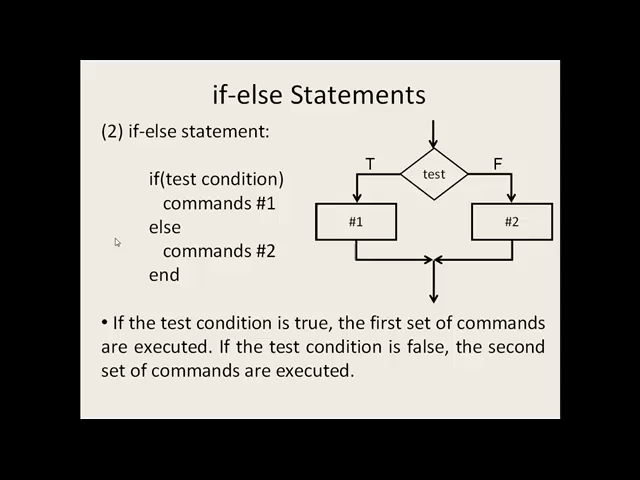 if-else Statements
(2) if-else statement:
if(test condition)
commands #1
else
commands #2
end
T
F
test
#1
#2
• If the test condition is true, the first set of commands
are executed. If the test condition is false, the second
set of commands are executed.